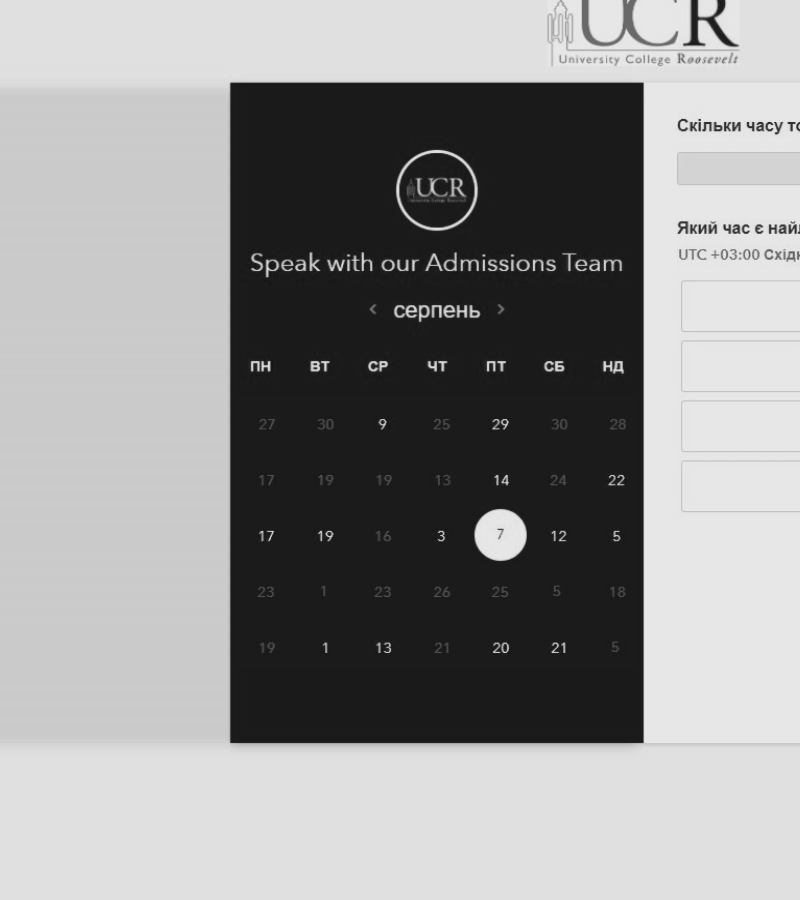 UCR
University College Roosevelt
Скільки часу
UCR
Speak with our Admissions Team
< серпень >
Який час є
UTC +03:00
ПН ВТ СР ЧТ ПТ СБ НД
27 30 9 25 29 30 28
17 19 19 13 14 24 22
17 19 16 3 7 12 5
23 1 23 26 25 5 18
19 1 13 21 20 21 5